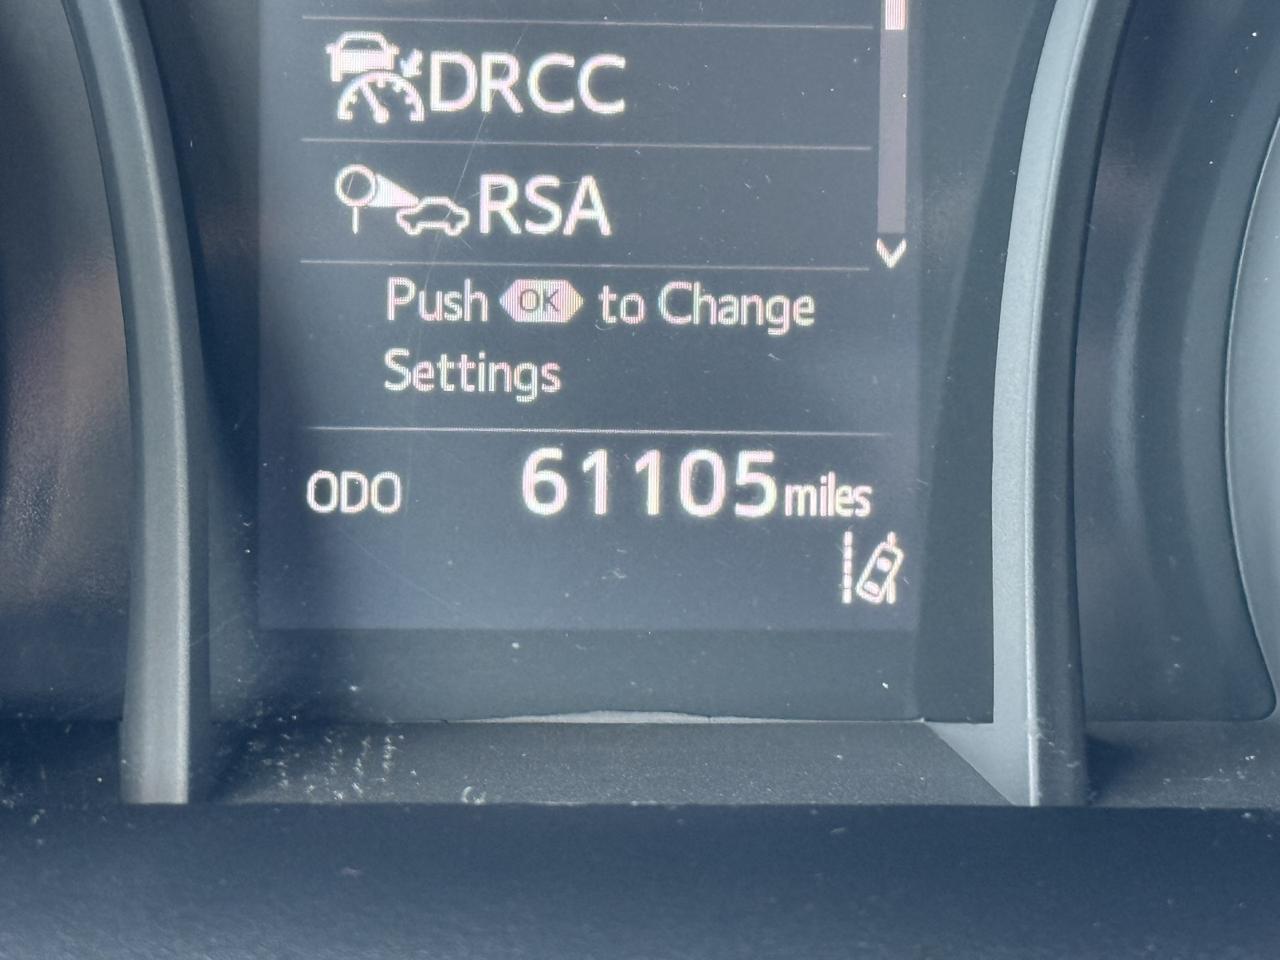 DRCC
RSA
Push OK to Change
Settings
ODO 61105 miles